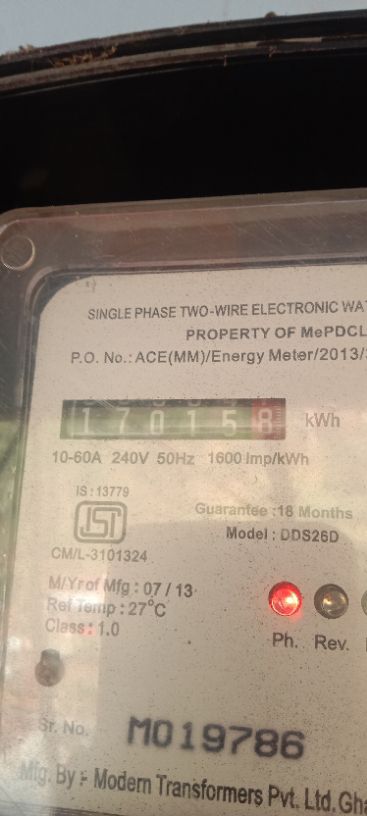 SINGLE PHASE TWO-WIRE ELECTRONIC WA
PROPERTY OF MePDCL
P.O. No.: ACE(MM)/Energy Meter/2013/
170158 kWh
10-60A 240V 50Hz 1600 Imp/kWh
IS : 13779
Guarantee : 18 Months
Model : DDS26D
CM/L-3101324
M/Yr of Mfg : 07 / 13
Ref Temp : 27°C
Class : 1.0
Ph. Rev.
Sr. No. M019786
Mfg. By :- Modern Transformers Pvt. Ltd. Gha